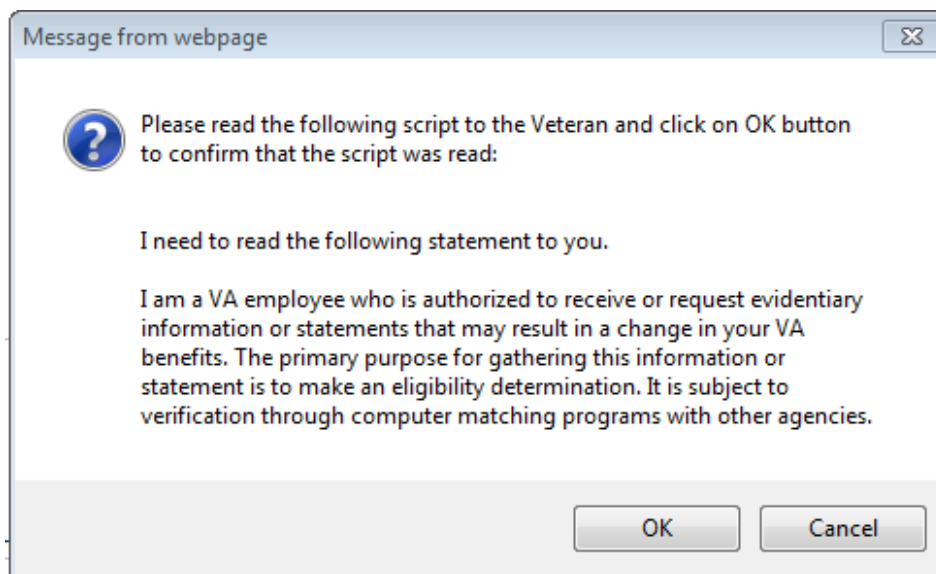 Message from webpage
Please read the following script to the Veteran and click on OK button
to confirm that the script was read:
I need to read the following statement to you.
I am a VA employee who is authorized to receive or request evidentiary
information or statements that may result in a change in your VA
benefits. The primary purpose for gathering this information or
statement is to make an eligibility determination. It is subject to
verification through computer matching programs with other agencies.
OK
Cancel